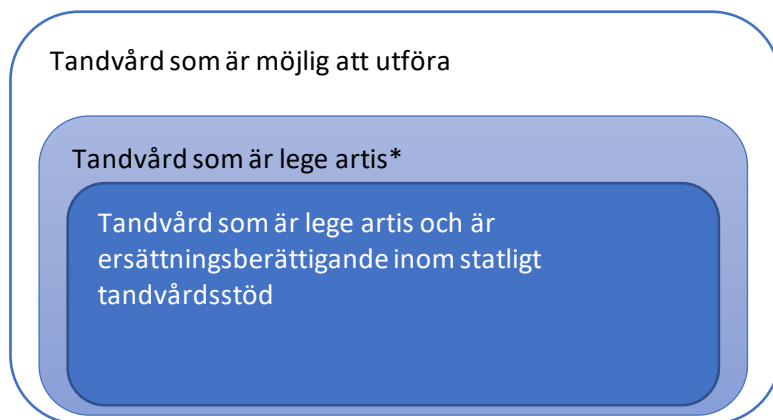 Tandvård som är möjlig att utföra
Tandvård som är lege artis*
Tandvård som är lege artis och är
ersättningsberättigande inom statligt
tandvårdsstöd